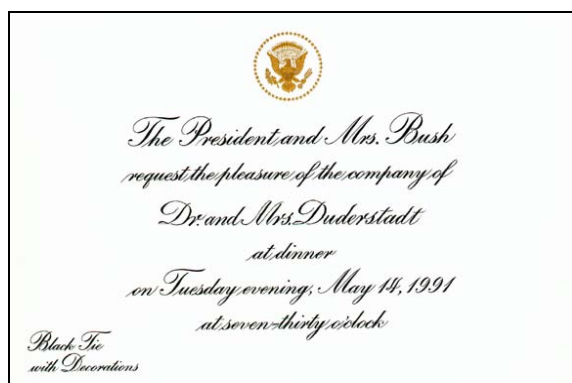 The President and Mrs. Bush
request the pleasure of the company of
Dr. and Mrs. Duderstadt
at dinner
on Tuesday evening, May 14, 1991
at seven-thirty o'clock
Black Tie
with Decorations